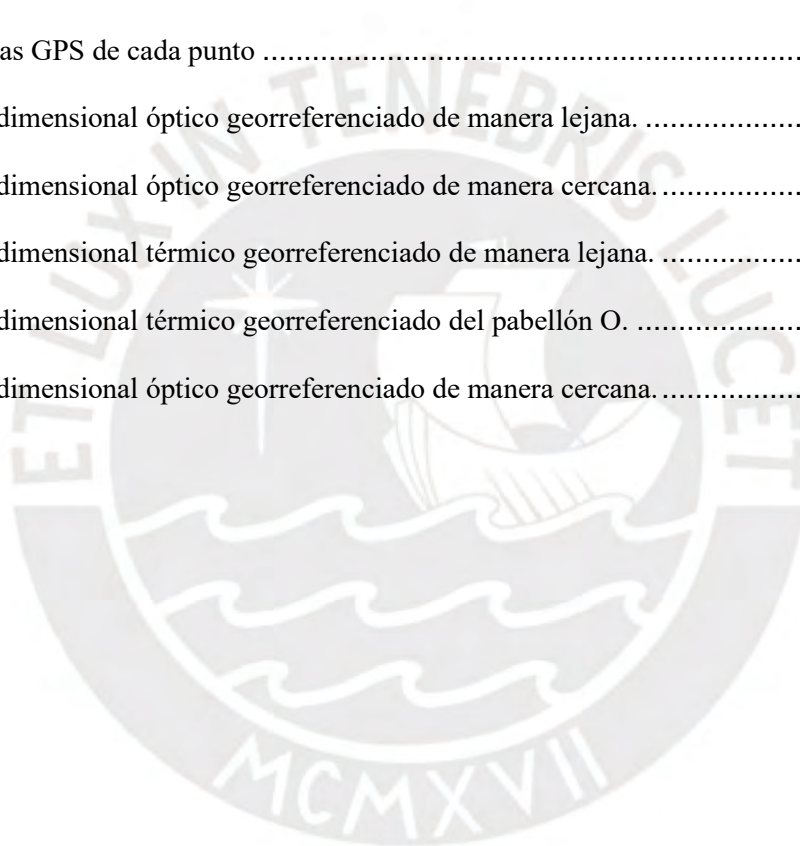 as GPS de cada punto ........................................................................
dimensional óptico georreferenciado de manera lejana. ....................
dimensional óptico georreferenciado de manera cercana. ..................
dimensional térmico georreferenciado de manera lejana. ..................
dimensional térmico georreferenciado del pabellón O. .....................
dimensional óptico georreferenciado de manera cercana. ..................
ET LUX IN TENEBRIS LUCET
MCMXVII